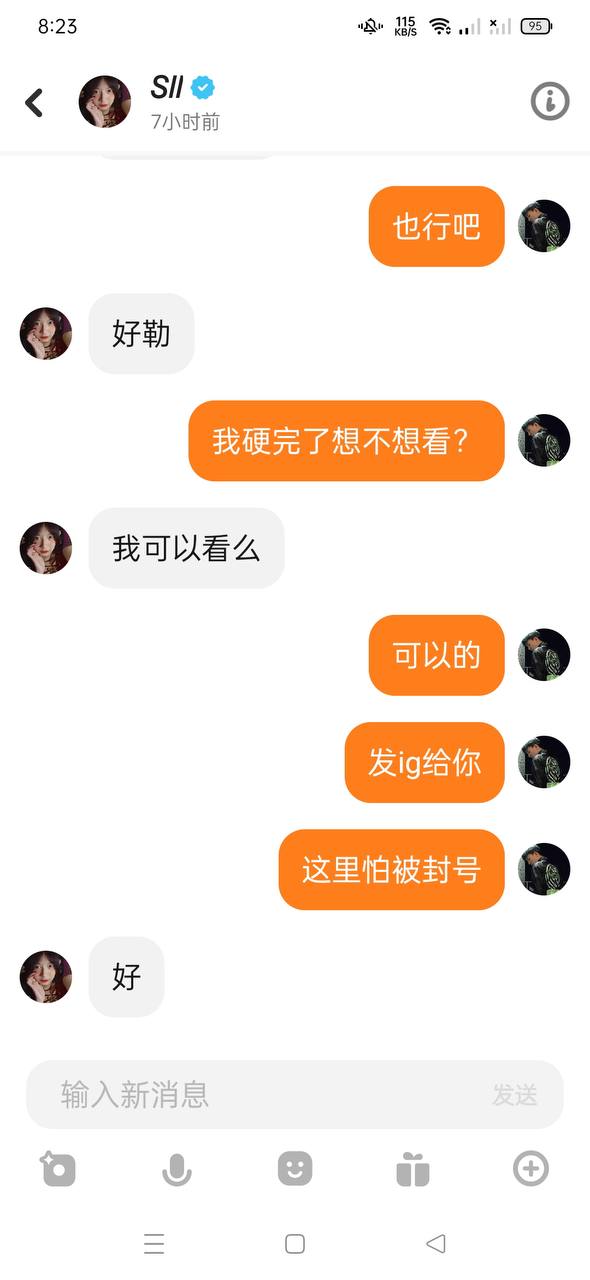 8:23
115
KB/S
95
Sll
7小时前
也行吧
好勒
我硬完了想不想看?
我可以看么
可以的
发ig给你
这里怕被封号
好
输入新消息
发送